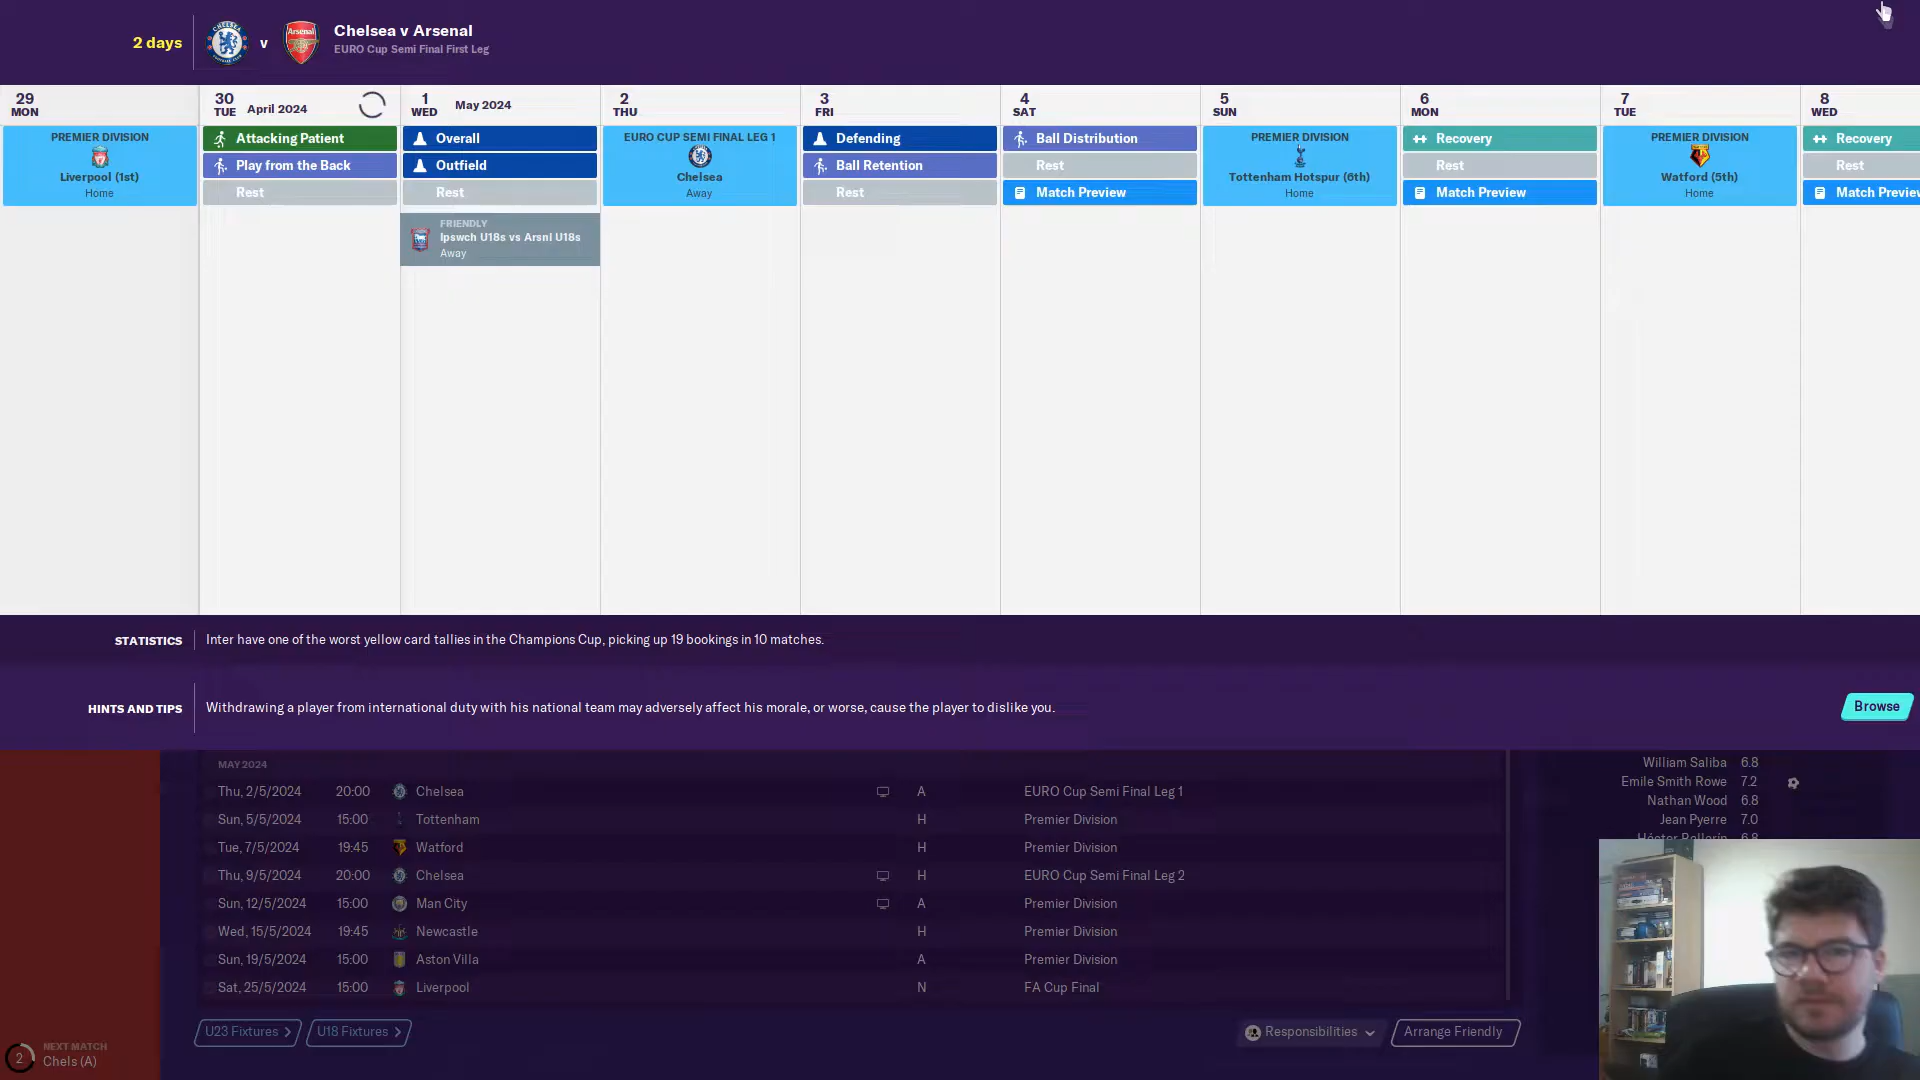 2 days
v
Chelsea v Arsenal
EURO Cup Semi Final First Leg
29
MON
30
TUE
April 2024
1
WED
May 2024
2
THU
3
FRI
4
SAT
5
SUN
6
MON
7
TUE
8
WED
PREMIER DIVISION
Liverpool (1st)
Home
Attacking Patient
Play from the Back
Rest
Overall
Outfield
Rest
FRIENDLY
Ipswch U18s vs Arsnl U18s
Away
EURO CUP SEMI FINAL LEG 1
Chelsea
Away
Defending
Ball Retention
Rest
Ball Distribution
Rest
Match Preview
PREMIER DIVISION
Tottenham Hotspur (6th)
Home
Recovery
Rest
Match Preview
PREMIER DIVISION
Watford (5th)
Home
Recovery
Rest
Match Preview
STATISTICS
Inter have one of the worst yellow card tallies in the Champions Cup, picking up 19 bookings in 10 matches.
HINTS AND TIPS
Withdrawing a player from international duty with his national team may adversely affect his morale, or worse, cause the player to dislike you.
Browse
MAY 2024
Thu, 2/5/2024 20:00 Chelsea A EURO Cup Semi Final Leg 1
Sun, 5/5/2024 15:00 Tottenham H Premier Division
Tue, 7/5/2024 19:45 Watford H Premier Division
Thu, 9/5/2024 20:00 Chelsea H EURO Cup Semi Final Leg 2
Sun, 12/5/2024 15:00 Man City A Premier Division
Wed, 15/5/2024 19:45 Newcastle H Premier Division
Sun, 19/5/2024 15:00 Aston Villa A Premier Division
Sat, 25/5/2024 15:00 Liverpool N FA Cup Final
William Saliba 6.8
Emile Smith Rowe 7.2
Nathan Wood 6.8
Jean Pyerre 7.0
Héctor Bellerín 6.8
U23 Fixtures
U18 Fixtures
Responsibilities
Arrange Friendly
2
NEXT MATCH
Chels (A)